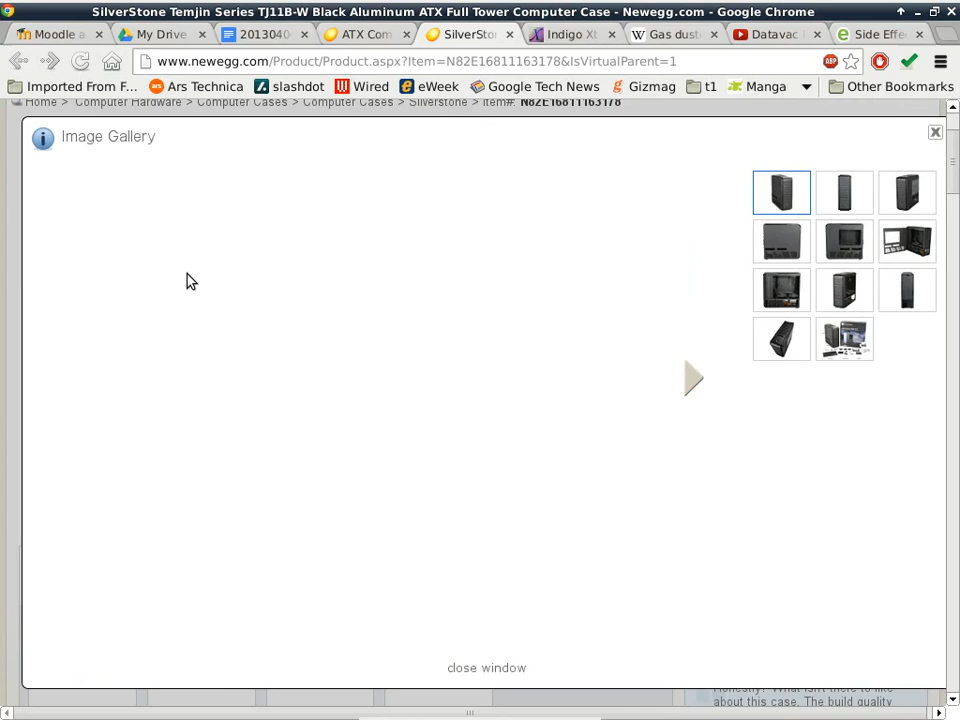 SilverStone Temjin Series TJ11B-W Black Aluminum ATX Full Tower Computer Case - Newegg.com - Google Chrome
Moodle a
My Drive
2013040
ATX Com
SilverSto
Indigo Xt
Gas dust
Datavac
Side Effe
www.newegg.com/Product/Product.aspx?Item=N82E16811163178&IsVirtualParent=1
ABP
Imported From F...
Ars Technica
slashdot
Wired
eWeek
Google Tech News
Gizmag
t1
Manga
Other Bookmarks
Home > Computer Hardware > Computer Cases > Computer Cases > Silverstone > Item#: N82E16811163178
Image Gallery
close window
Honestly? What isn't there to like
about this case. The build quality